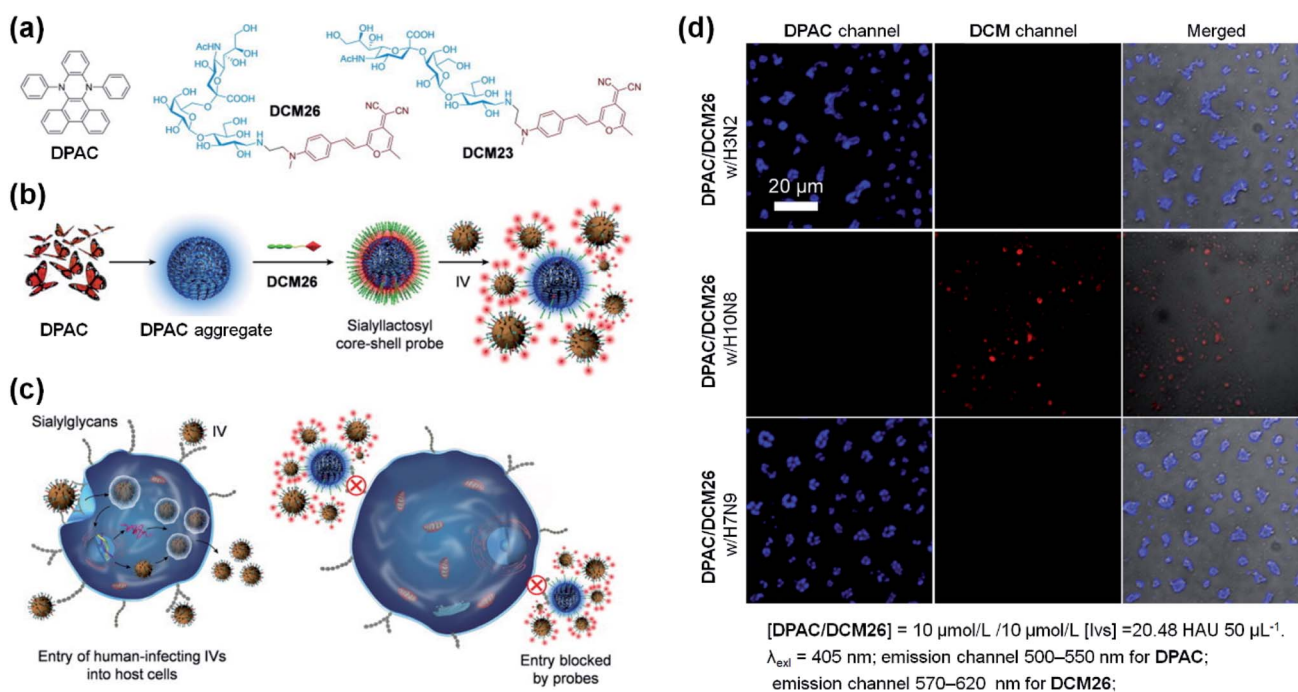 (a)
DPAC
AcHN
OH
HO
COOH
DCM26
NC
CN
DCM23
(b)
DPAC
DPAC aggregate
DCM26
Sialyllactosyl
core-shell probe
IV
(c)
Sialylglycans
IV
Entry of human-infecting IVs
into host cells
Entry blocked
by probes
(d)
DPAC channel
DCM channel
Merged
DPAC/DCM26
w/H3N2
20 µm
DPAC/DCM26
w/H10N8
DPAC/DCM26
w/H7N9
[DPAC/DCM26] = 10 µmol/L /10 µmol/L [Ivs] =20.48 HAU 50 µL⁻¹.
λexl = 405 nm; emission channel 500–550 nm for DPAC;
emission channel 570–620 nm for DCM26;